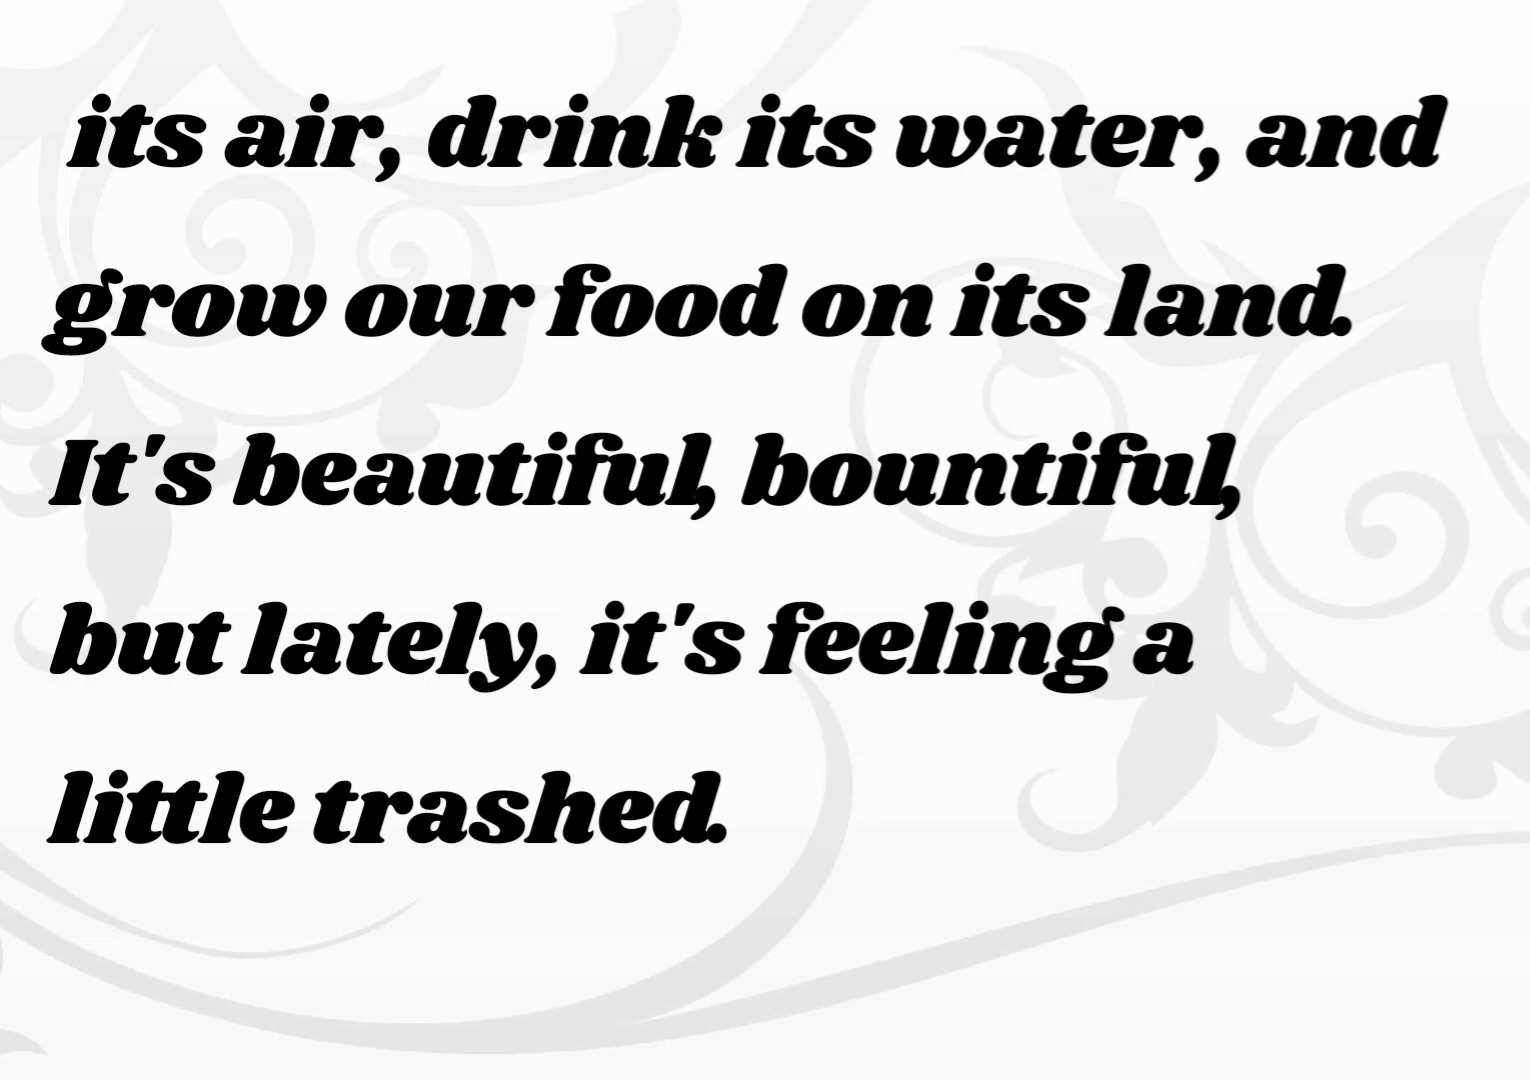 its air, drink its water, and
grow our food on its land.
It's beautiful, bountiful,
but lately, it's feeling a
little trashed.